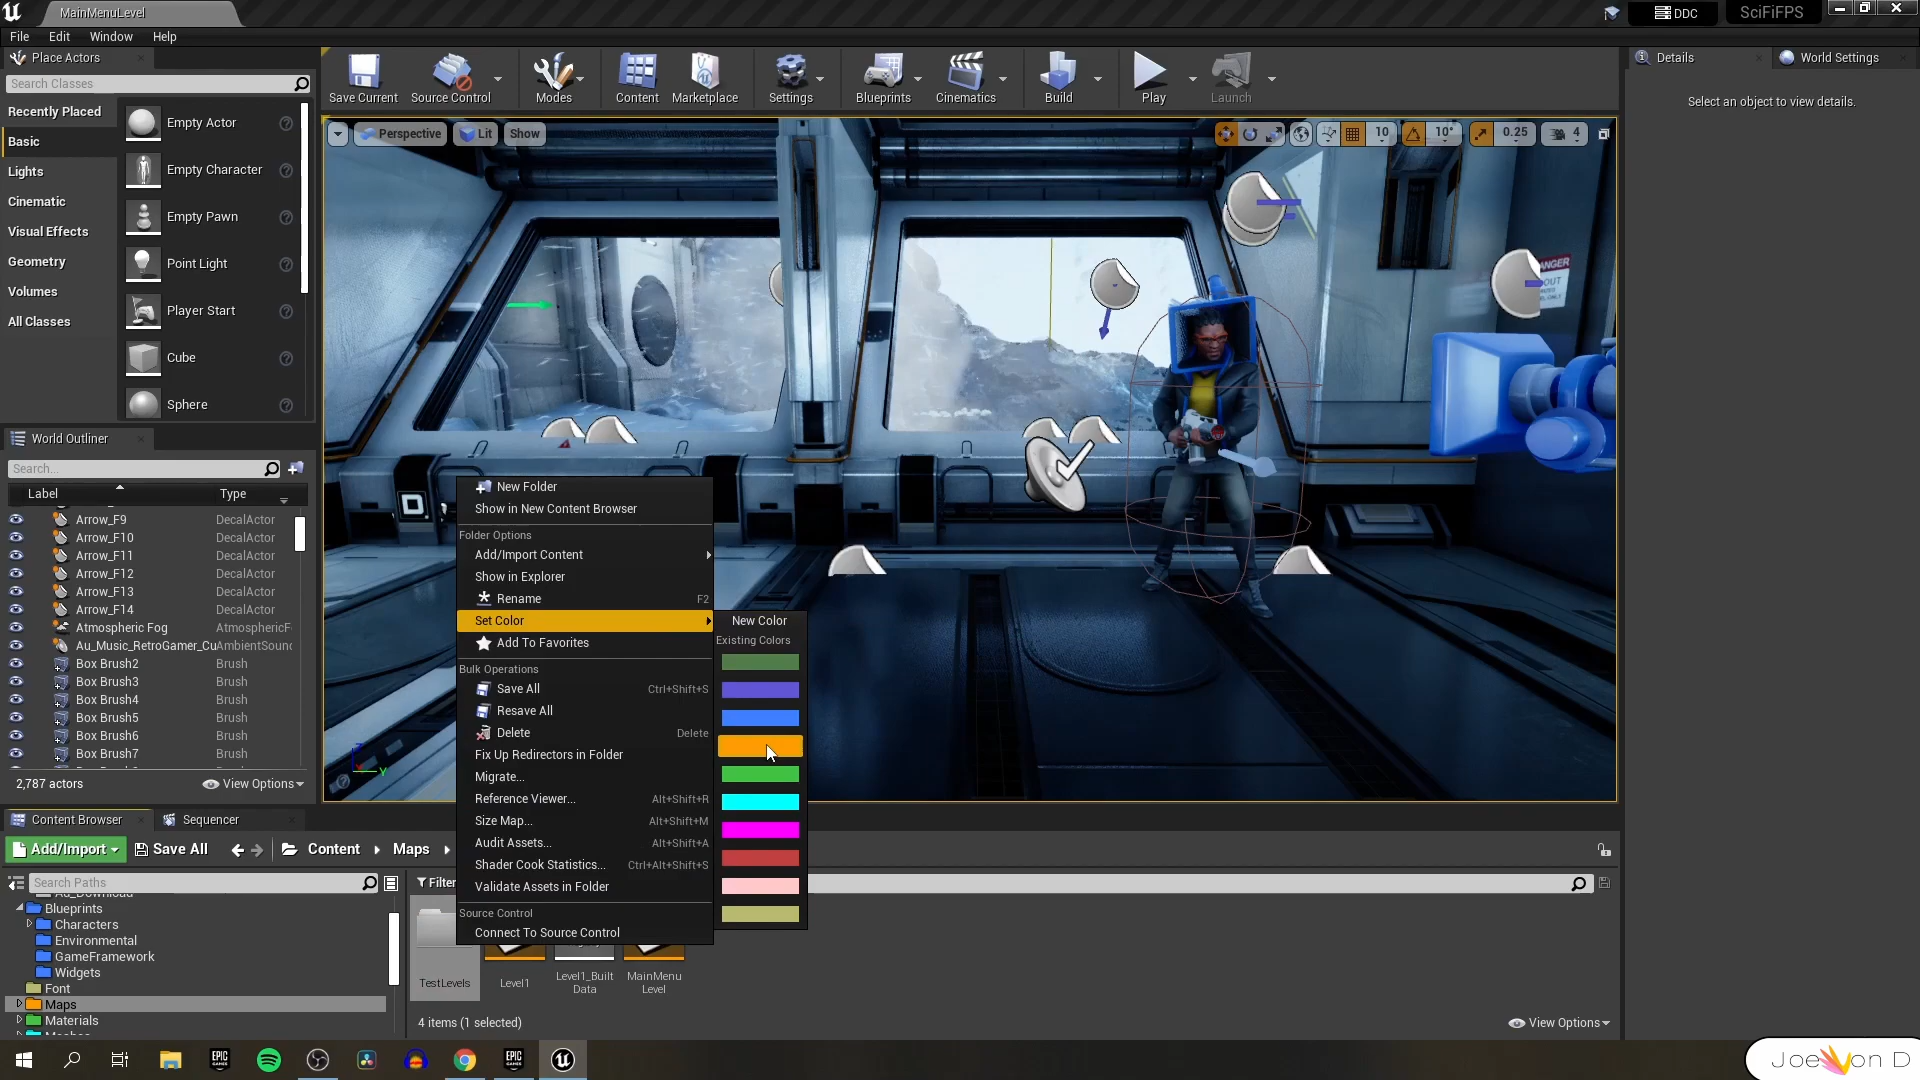 MainMenuLevel
DDC
SciFiFPS
File Edit Window Help
Place Actors
Search Classes
Recently Placed
Basic
Lights
Cinematic
Visual Effects
Geometry
Volumes
All Classes
Empty Actor
Empty Character
Empty Pawn
Point Light
Player Start
Cube
Sphere
Save Current
Source Control
Modes
Content
Marketplace
Settings
Blueprints
Cinematics
Build
Play
Launch
Details
World Settings
Select an object to view details.
Perspective
Lit
Show
10
10°
0.25
4
World Outliner
Search...
Label Type
Arrow_F9 DecalActor
Arrow_F10 DecalActor
Arrow_F11 DecalActor
Arrow_F12 DecalActor
Arrow_F13 DecalActor
Arrow_F14 DecalActor
Atmospheric Fog AtmosphericF
Au_Music_RetroGamer_Cu AmbientSound
Box Brush2 Brush
Box Brush3 Brush
Box Brush4 Brush
Box Brush5 Brush
Box Brush6 Brush
Box Brush7 Brush
2,787 actors
View Options
New Folder
Show in New Content Browser
Folder Options
Add/Import Content
Show in Explorer
Rename F2
Set Color
Add To Favorites
Bulk Operations
Save All Ctrl+Shift+S
Resave All
Delete Delete
Fix Up Redirectors in Folder
Migrate...
Reference Viewer... Alt+Shift+R
Size Map... Alt+Shift+M
Audit Assets... Alt+Shift+A
Shader Cook Statistics... Ctrl+Alt+Shift+S
Validate Assets in Folder
Source Control
Connect To Source Control
New Color
Existing Colors
Content Browser
Sequencer
Add/Import
Save All
Content
Maps
Search Paths
Filter
Au_Download
Blueprints
Characters
Environmental
GameFramework
Widgets
Font
Maps
Materials
TestLevels
Level1
Level1_Built
Data
MainMenu
Level
4 items (1 selected)
View Options
EPIC
GAMES
EPIC
GAMES
Joe Von D